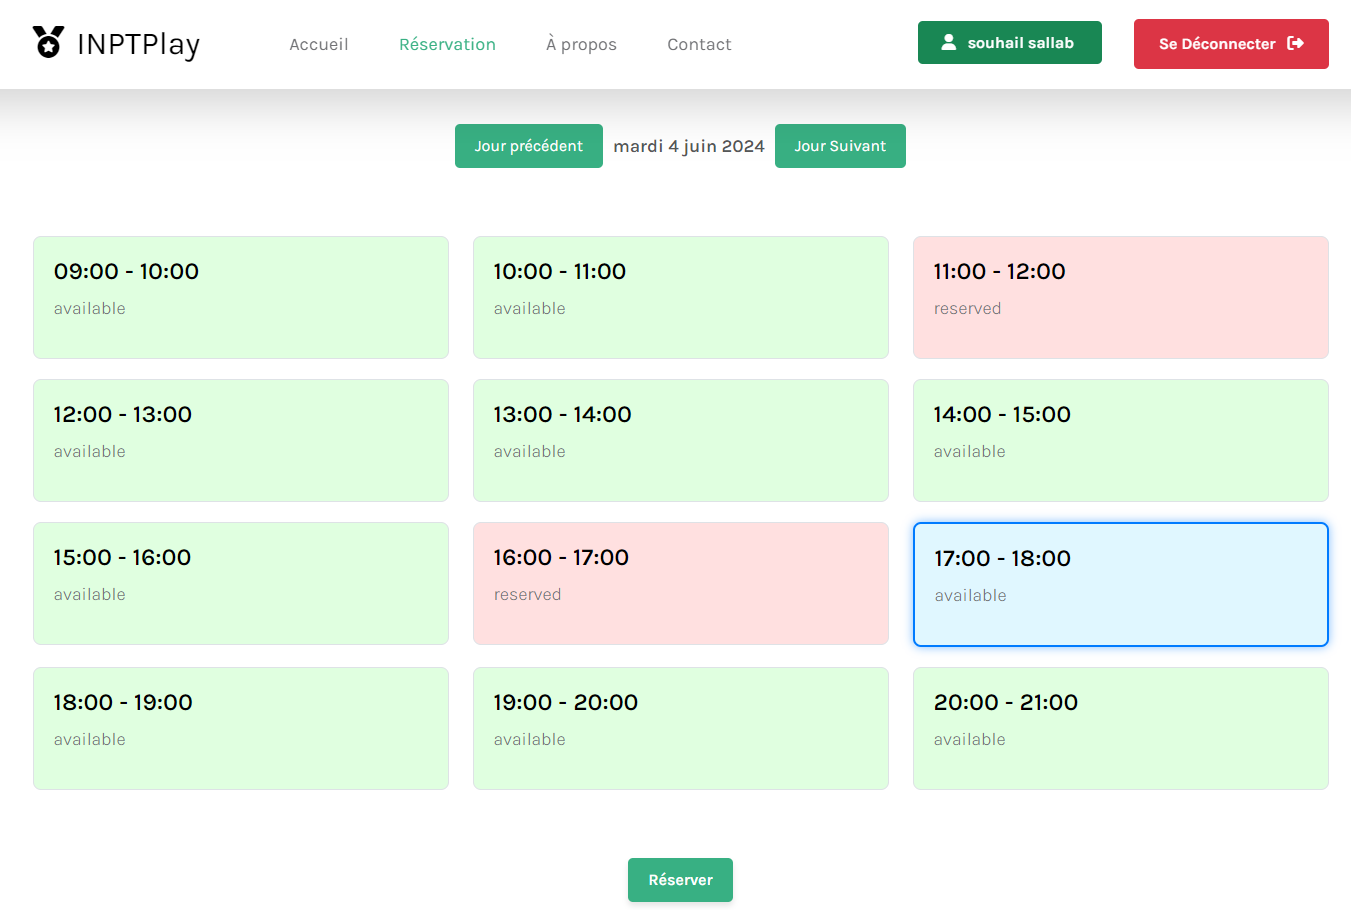 INPTPlay
Accueil
Réservation
À propos
Contact
souhail sallab
Se Déconnecter
Jour précédent
mardi 4 juin 2024
Jour Suivant
09:00 - 10:00
available
10:00 - 11:00
available
11:00 - 12:00
reserved
12:00 - 13:00
available
13:00 - 14:00
available
14:00 - 15:00
available
15:00 - 16:00
available
16:00 - 17:00
reserved
17:00 - 18:00
available
18:00 - 19:00
available
19:00 - 20:00
available
20:00 - 21:00
available
Réserver